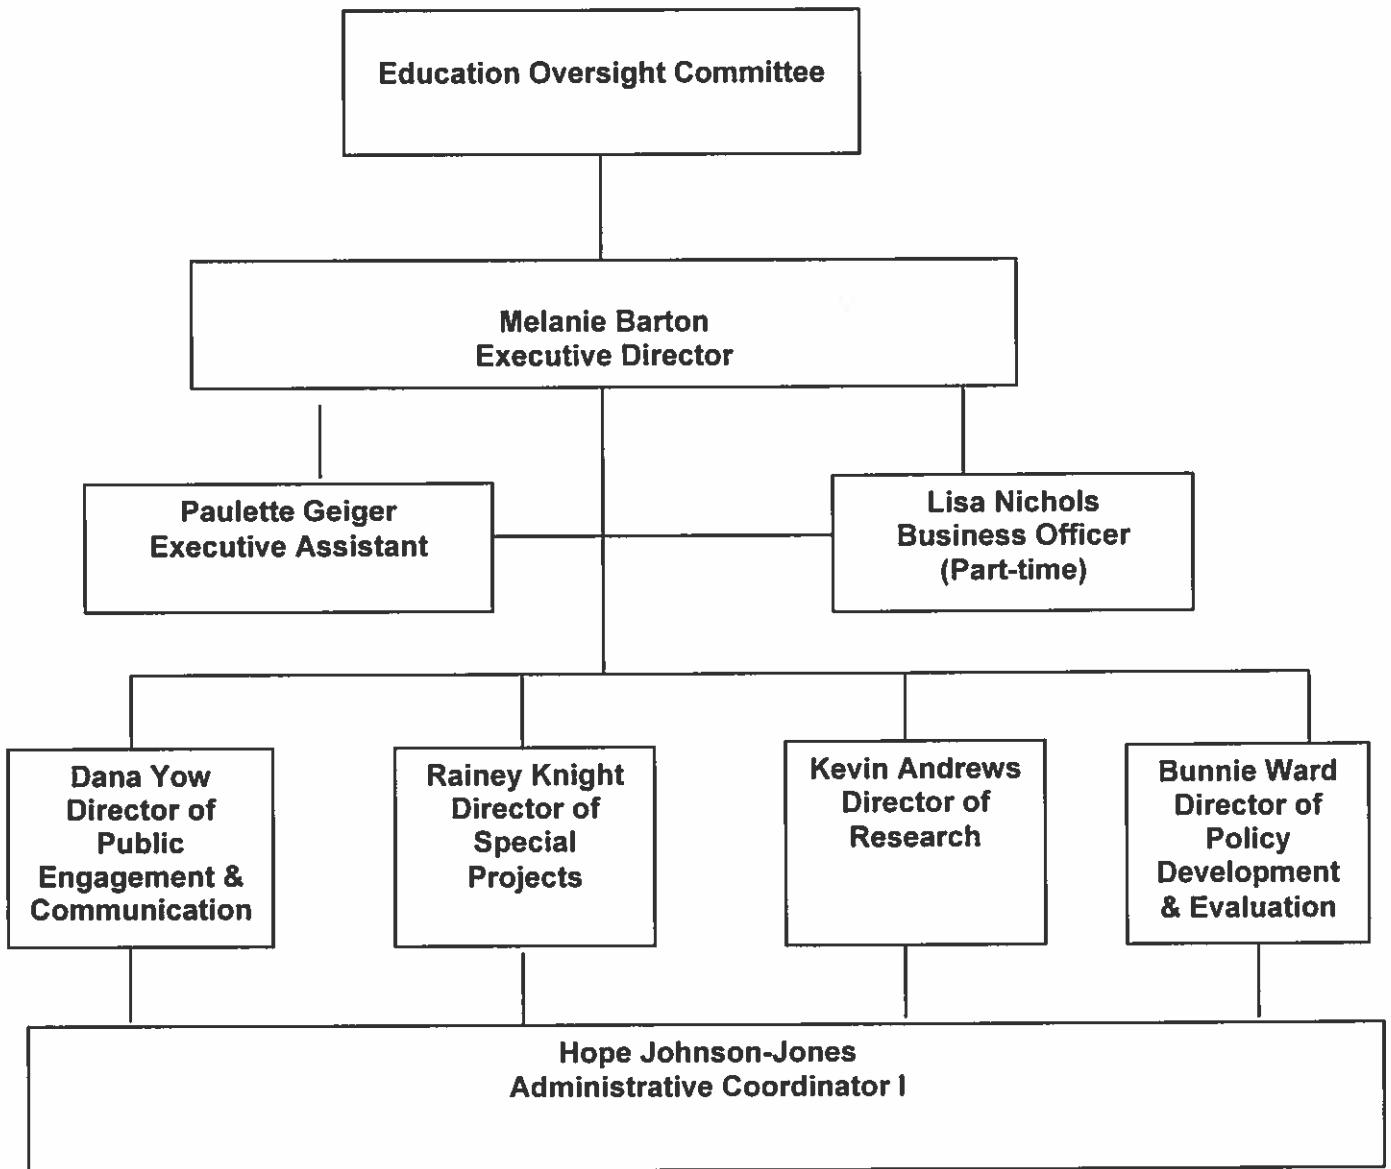 Education Oversight Committee
Melanie Barton
Executive Director
Paulette Geiger
Executive Assistant
Lisa Nichols
Business Officer
(Part-time)
Dana Yow
Director of
Public
Engagement &
Communication
Rainey Knight
Director of
Special
Projects
Kevin Andrews
Director of
Research
Bunnie Ward
Director of
Policy
Development
& Evaluation
Hope Johnson-Jones
Administrative Coordinator I